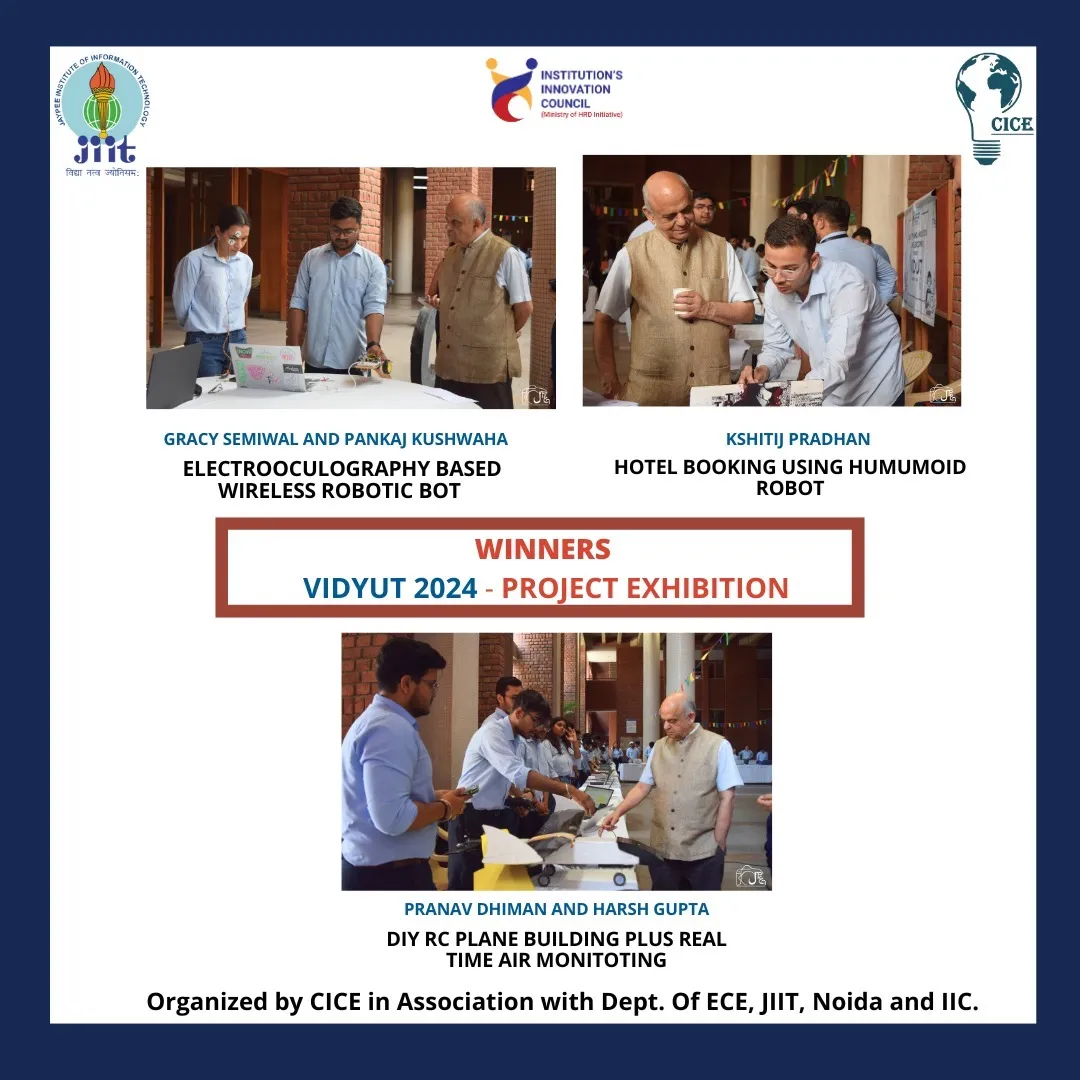 JAYPEE INSTITUTE OF INFORMATION TECHNOLOGY
jiit
विद्या तत्व ज्योतिसमः
INSTITUTION'S
INNOVATION
COUNCIL
(Ministry of HRD Initiative)
CICE
GRACY SEMIWAL AND PANKAJ KUSHWAHA
ELECTROOCULOGRAPHY BASED
WIRELESS ROBOTIC BOT
KSHITIJ PRADHAN
HOTEL BOOKING USING HUMUMOID
ROBOT
WINNERS
VIDYUT 2024 - PROJECT EXHIBITION
PRANAV DHIMAN AND HARSH GUPTA
DIY RC PLANE BUILDING PLUS REAL
TIME AIR MONITOTING
Organized by CICE in Association with Dept. Of ECE, JIIT, Noida and IIC.